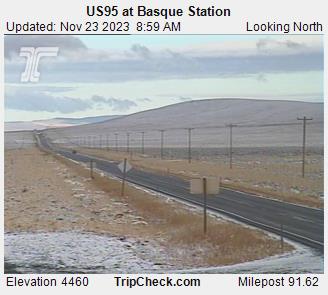 US95 at Basque Station
Updated: Nov 23 2023 8:59 AM Looking North
Elevation 4460 TripCheck.com Milepost 91.62